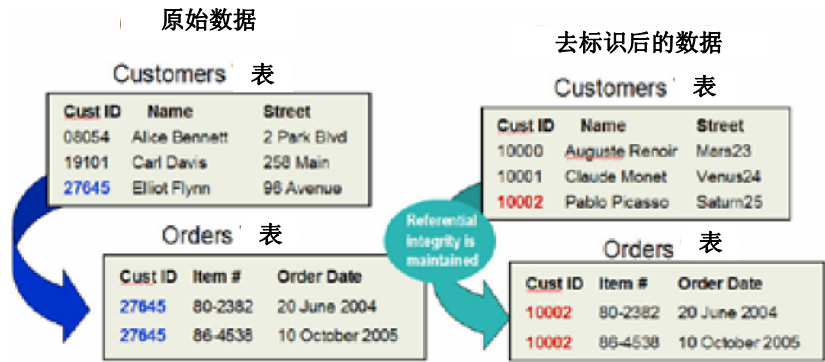 原始数据
Customers 表
Cust ID Name Street
08054 Alice Bennett 2 Park Blvd
19101 Carl Davis 258 Main
27645 Elliot Flynn 96 Avenue
Orders 表
Cust ID Item # Order Date
27645 80-2382 20 June 2004
27645 86-4538 10 October 2005
去标识后的数据
Customers 表
Cust ID Name Street
10000 Auguste Renoir Mars23
10001 Claude Monet Venus24
10002 Pablo Picasso Saturn25
Referential
integrity is
maintained
Orders 表
Cust ID Item # Order Date
10002 80-2382 20 June 2004
10002 86-4538 10 October 2005